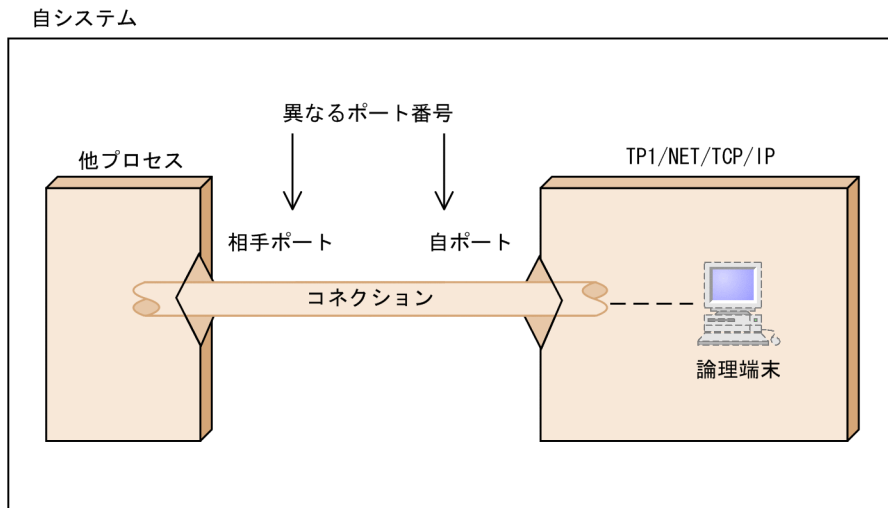 自システム
異なるポート番号
他プロセス
TP1/NET/TCP/IP
相手ポート
自ポート
コネクション
論理端末